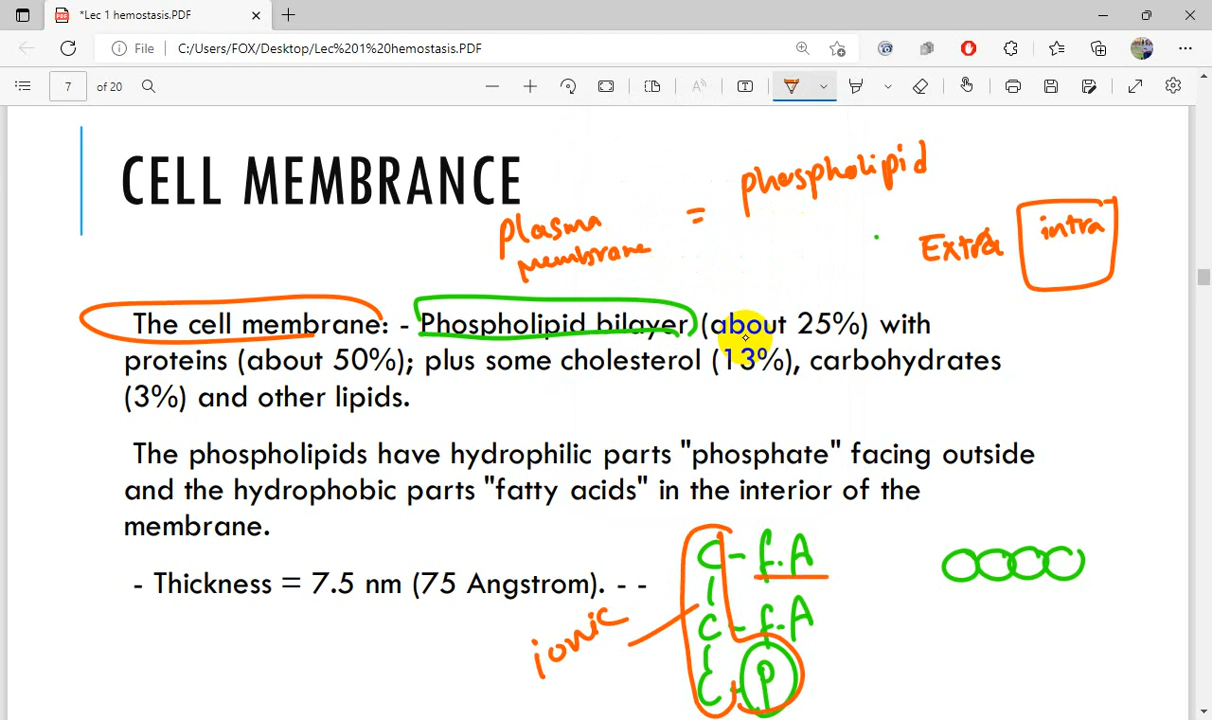 *Lec 1 hemostasis.PDF
File C:/Users/FOX/Desktop/Lec%201%20hemostasis.PDF
7 of 20
CELL MEMBRANCE
phospholipid
=
plasma
membrane
Extra
intra
The cell membrane: - Phospholipid bilayer (about 25%) with
proteins (about 50%); plus some cholesterol (13%), carbohydrates
(3%) and other lipids.
The phospholipids have hydrophilic parts "phosphate" facing outside
and the hydrophobic parts "fatty acids" in the interior of the
membrane.
- Thickness = 7.5 nm (75 Angstrom). - -
C - f.A
C - f.A
C - P
ionic